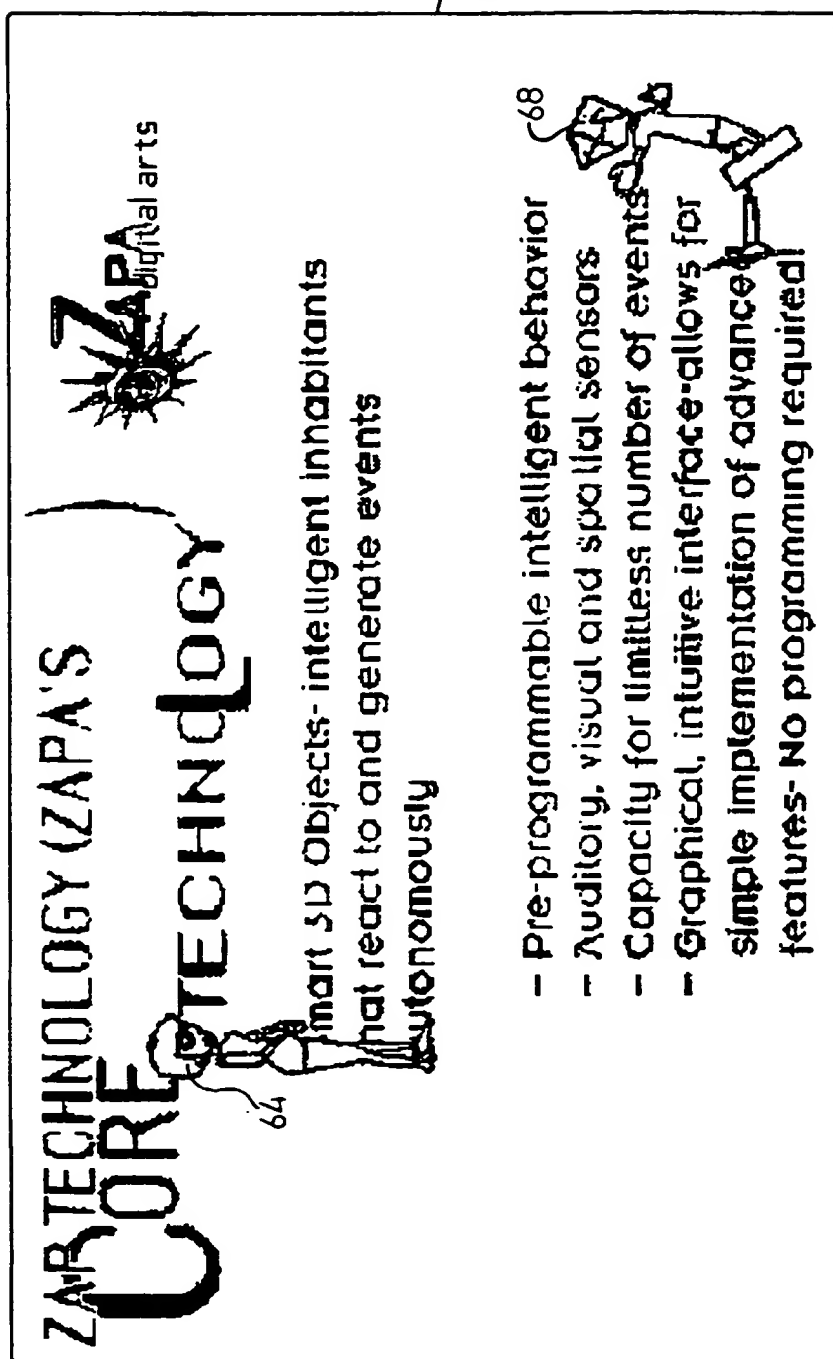 ZAP TECHNOLOGY (ZAPA'S
CORE TECHNOLOGY)
ZAPA
digital arts
64
mart 3D Objects- intelligent inhabitants
hat react to and generate events
utonomously
68
- Pre-programmable intelligent behavior
- Auditory, visual and spatial sensors
- Capacity for limitless number of events
- Graphical, intuitive interface-allows for
simple implementation of advance
features- No programming required!